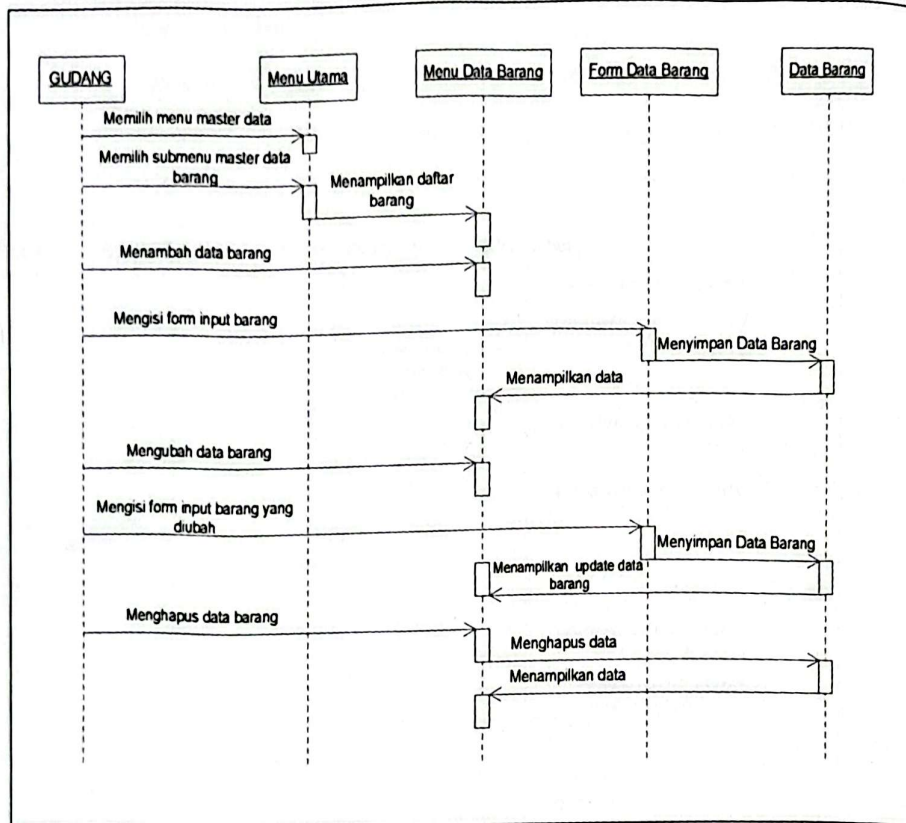 GUDANG
Menu Utama
Menu Data Barang
Form Data Barang
Data Barang
Memilih menu master data
Memilih submenu master data
barang
Menampilkan daftar
barang
Menambah data barang
Mengisi form input barang
Menyimpan Data Barang
Menampilkan data
Mengubah data barang
Mengisi form input barang yang
diubah
Menyimpan Data Barang
Menampilkan update data
barang
Menghapus data barang
Menghapus data
Menampilkan data